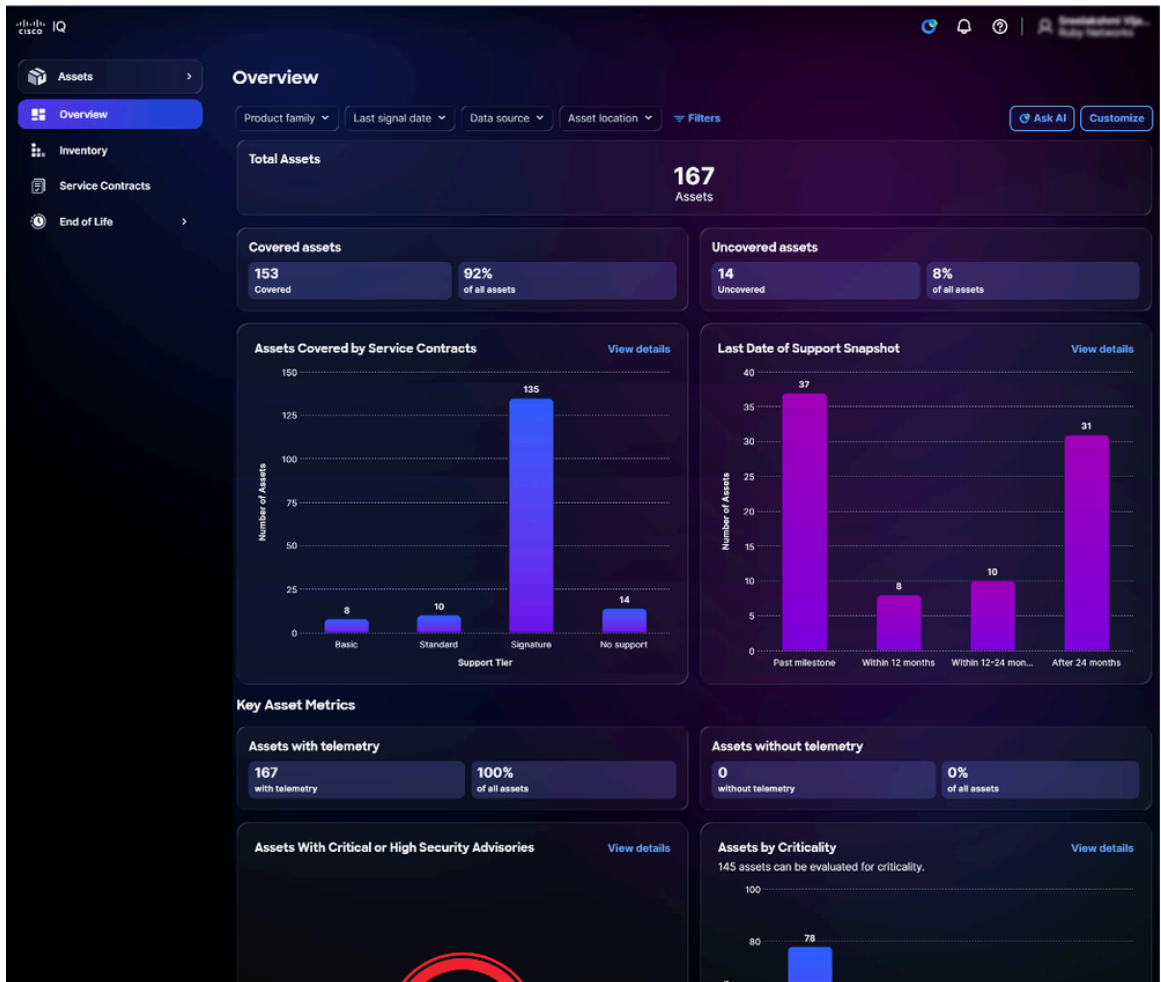 cisco IQ
Assets
Overview
Inventory
Service Contracts
End of Life
Overview
Product family
Last signal date
Data source
Asset location
Filters
Ask AI
Customize
Total Assets
167
Assets
Covered assets
153
Covered
92%
of all assets
Uncovered assets
14
Uncovered
8%
of all assets
Assets Covered by Service Contracts
View details
150
125
100
75
50
25
0
Number of Assets
8
10
135
14
Basic
Standard
Signature
No support
Support Tier
Last Date of Support Snapshot
View details
40
35
30
25
20
15
10
5
0
Number of Assets
37
8
10
31
Past milestone
Within 12 months
Within 12-24 mon...
After 24 months
Key Asset Metrics
Assets with telemetry
167
with telemetry
100%
of all assets
Assets without telemetry
0
without telemetry
0%
of all assets
Assets With Critical or High Security Advisories
View details
Assets by Criticality
View details
145 assets can be evaluated for criticality.
100
80
78